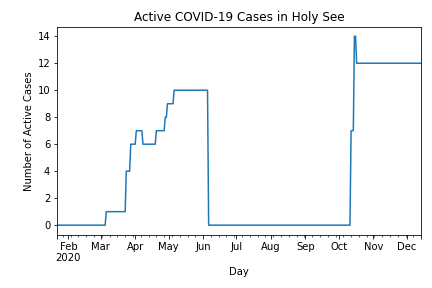 Active COVID-19 Cases in Holy See
Number of Active Cases
14
12
10
8
6
4
2
0
Feb Mar Apr May Jun Jul Aug Sep Oct Nov Dec
2020
Day